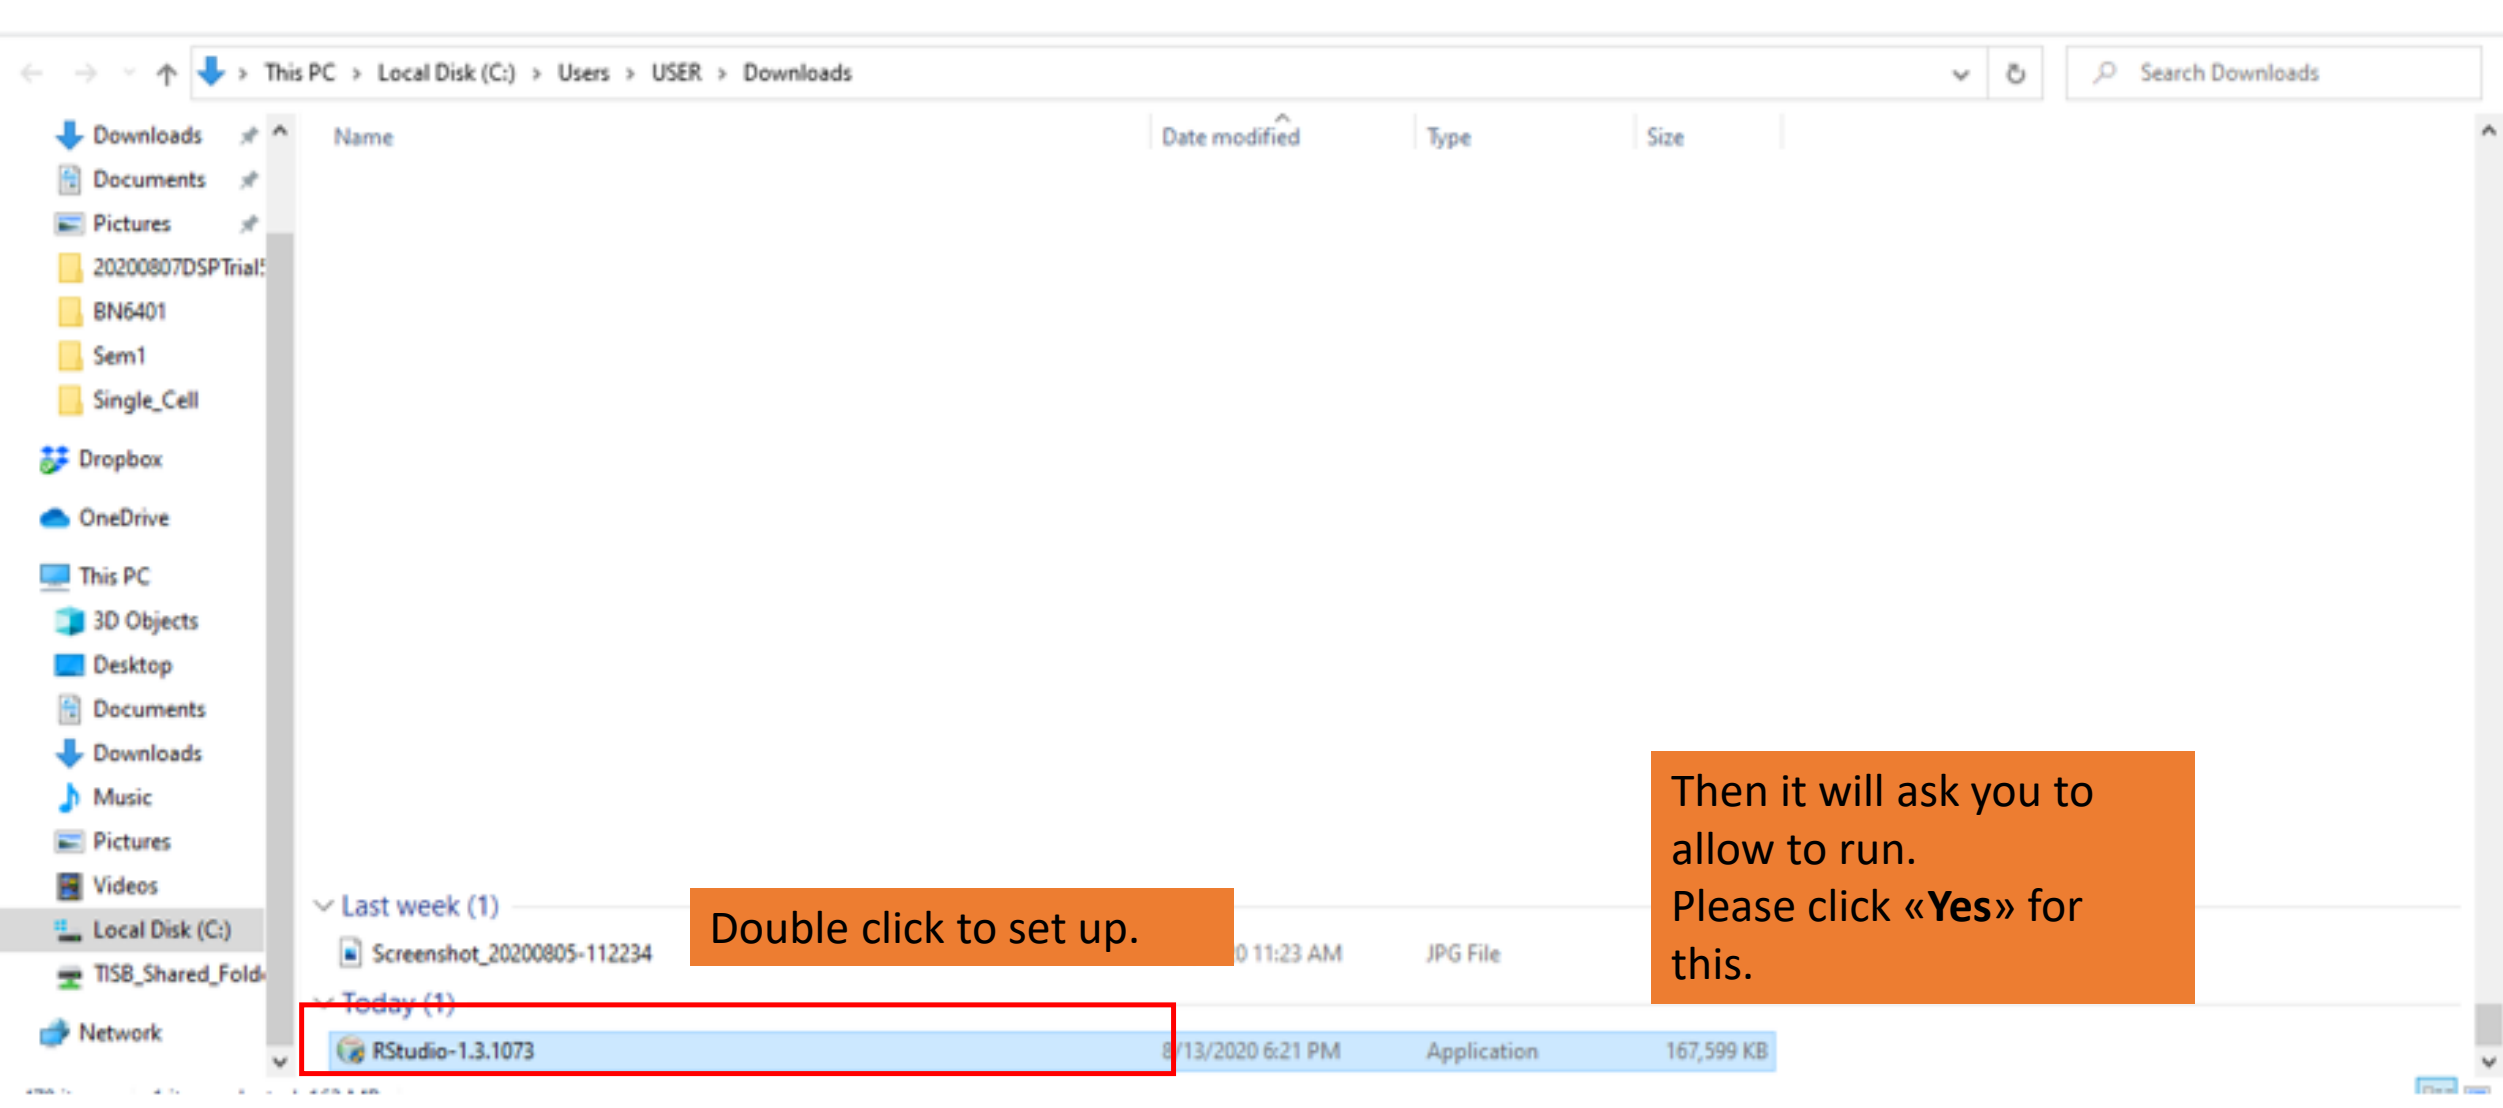 This PC > Local Disk (C:) > Users > USER > Downloads
Search Downloads
Name Date modified Type Size
Downloads
Documents
Pictures
20200807DSPTrial
BN6401
Sem1
Single_Cell
Dropbox
OneDrive
This PC
3D Objects
Desktop
Documents
Downloads
Music
Pictures
Videos
Local Disk (C:)
TISB_Shared_Fold
Network
Last week (1)
Screenshot_20200805-112234 0 11:23 AM JPG File
Today (1)
RStudio-1.3.1073 8/13/2020 6:21 PM Application 167,599 KB
Double click to set up.
Then it will ask you to
allow to run.
Please click «Yes» for
this.